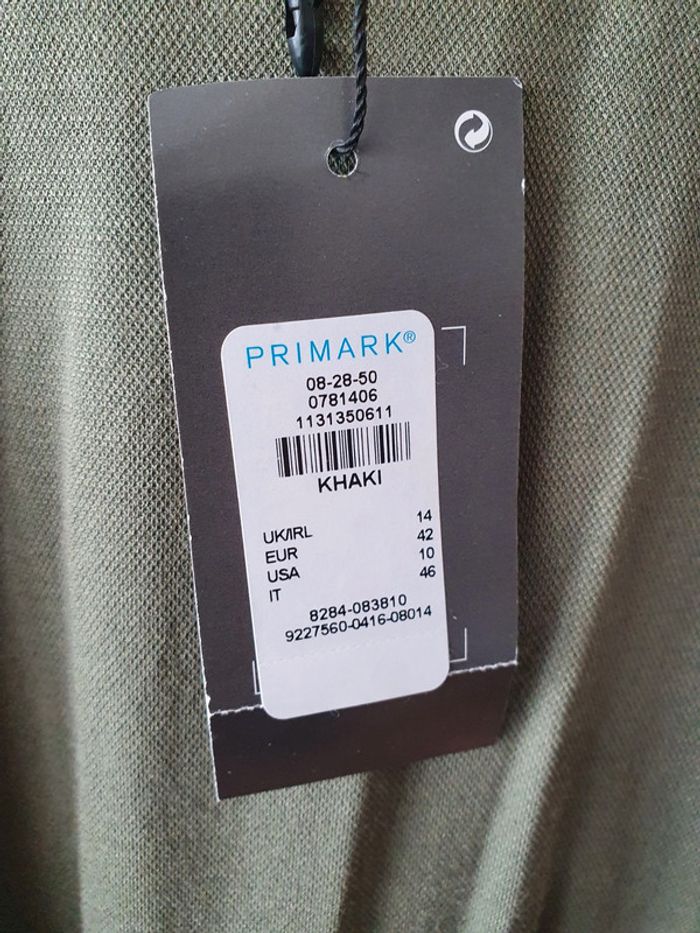 PRIMARK®
08-28-50
0781406
1131350611
KHAKI
UK/IRL 14
EUR 42
USA 10
IT 46
8284-083810
9227560-0416-08014